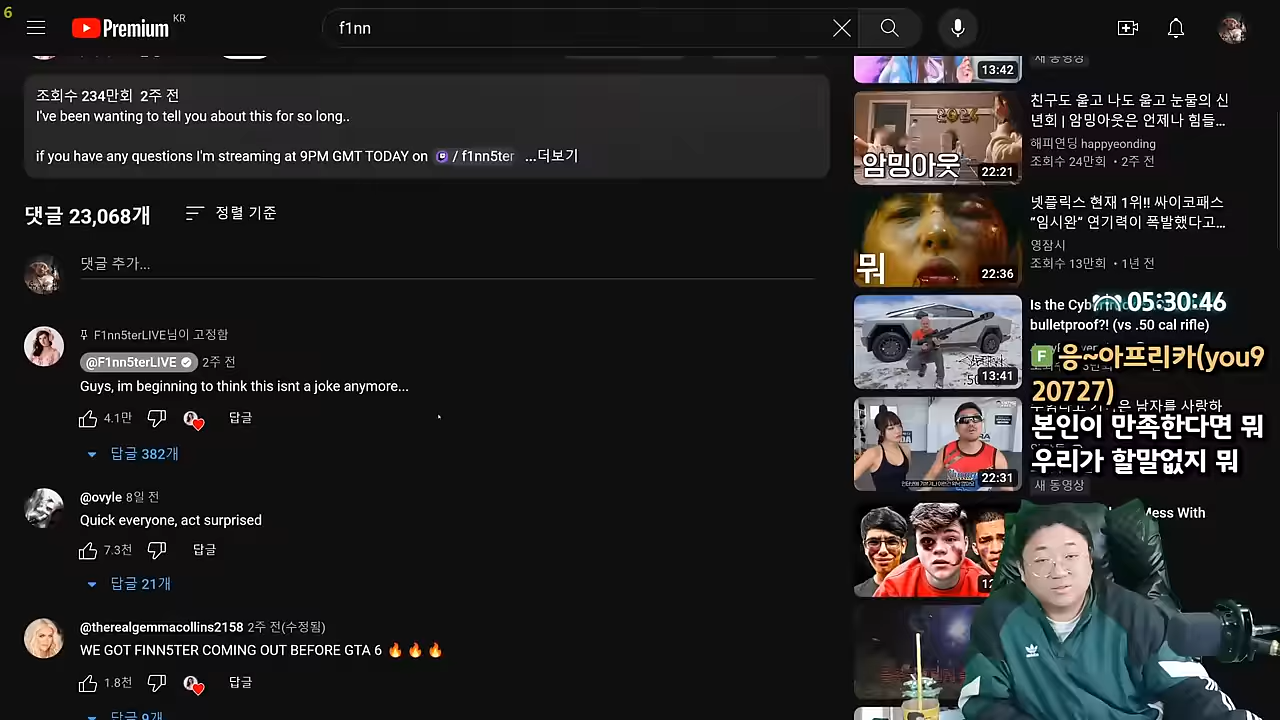 6
Premium
KR
f1nn
조회수 234만회 2주 전
I've been wanting to tell you about this for so long..
if you have any questions I'm streaming at 9PM GMT TODAY on / f1nn5ter ...더보기
댓글 23,068개
정렬 기준
댓글 추가...
F1nn5terLIVE님이 고정함
@F1nn5terLIVE 2주 전
Guys, im beginning to think this isnt a joke anymore...
4.1만
답글
답글 382개
@ovyle 8일 전
Quick everyone, act surprised
7.3천
답글
답글 21개
@therealgemmacollins2158 2주 전(수정됨)
WE GOT FINN5TER COMING OUT BEFORE GTA 6 🔥 🔥 🔥
1.8천
답글
답글 9개
13:42
새 동영상
2024
암밍아웃
22:21
친구도 울고 나도 울고 눈물의 신
년회 | 암밍아웃은 언제나 힘들...
해피연딩 happyeonding
조회수 24만회 • 2주 전
뭐
22:36
넷플릭스 현재 1위!! 싸이코패스
“임시완” 연기력이 폭발했다고...
영잠시
조회수 13만회 • 1년 전
13:41
Is the
bulletproof?! (vs .50 cal rifle)
05:30:46
F 응~아프리카(you9
20727)
본인이 만족한다면 뭐
우리가 할말없지 뭐
22:31
새 동영상
Mess With